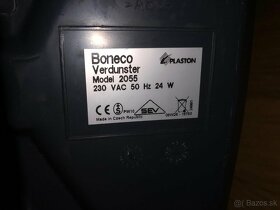 Boneco
PLASTON
Verdunster
Model 2055
230 VAC 50 Hz 24 W
SEV
Made in Czech Republic
bazos.sk